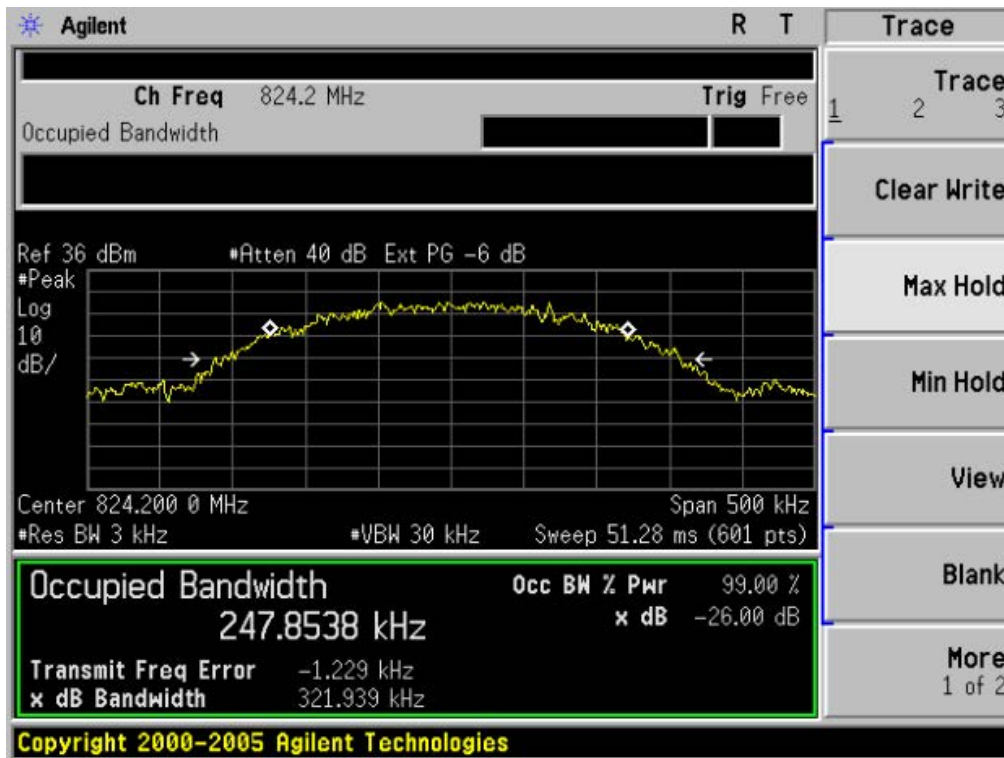 Agilent R T Trace
Ch Freq 824.2 MHz Trig Free
Occupied Bandwidth
Trace
1 2 3
Clear Write
Max Hold
Min Hold
View
Blank
More
1 of 2
Ref 36 dBm #Atten 40 dB Ext PG -6 dB
#Peak
Log
10
dB/
Center 824.200 0 MHz Span 500 kHz
#Res BW 3 kHz #VBW 30 kHz Sweep 51.28 ms (601 pts)
Occupied Bandwidth Occ BW % Pwr 99.00 %
247.8538 kHz x dB -26.00 dB
Transmit Freq Error -1.229 kHz
x dB Bandwidth 321.939 kHz
Copyright 2000-2005 Agilent Technologies